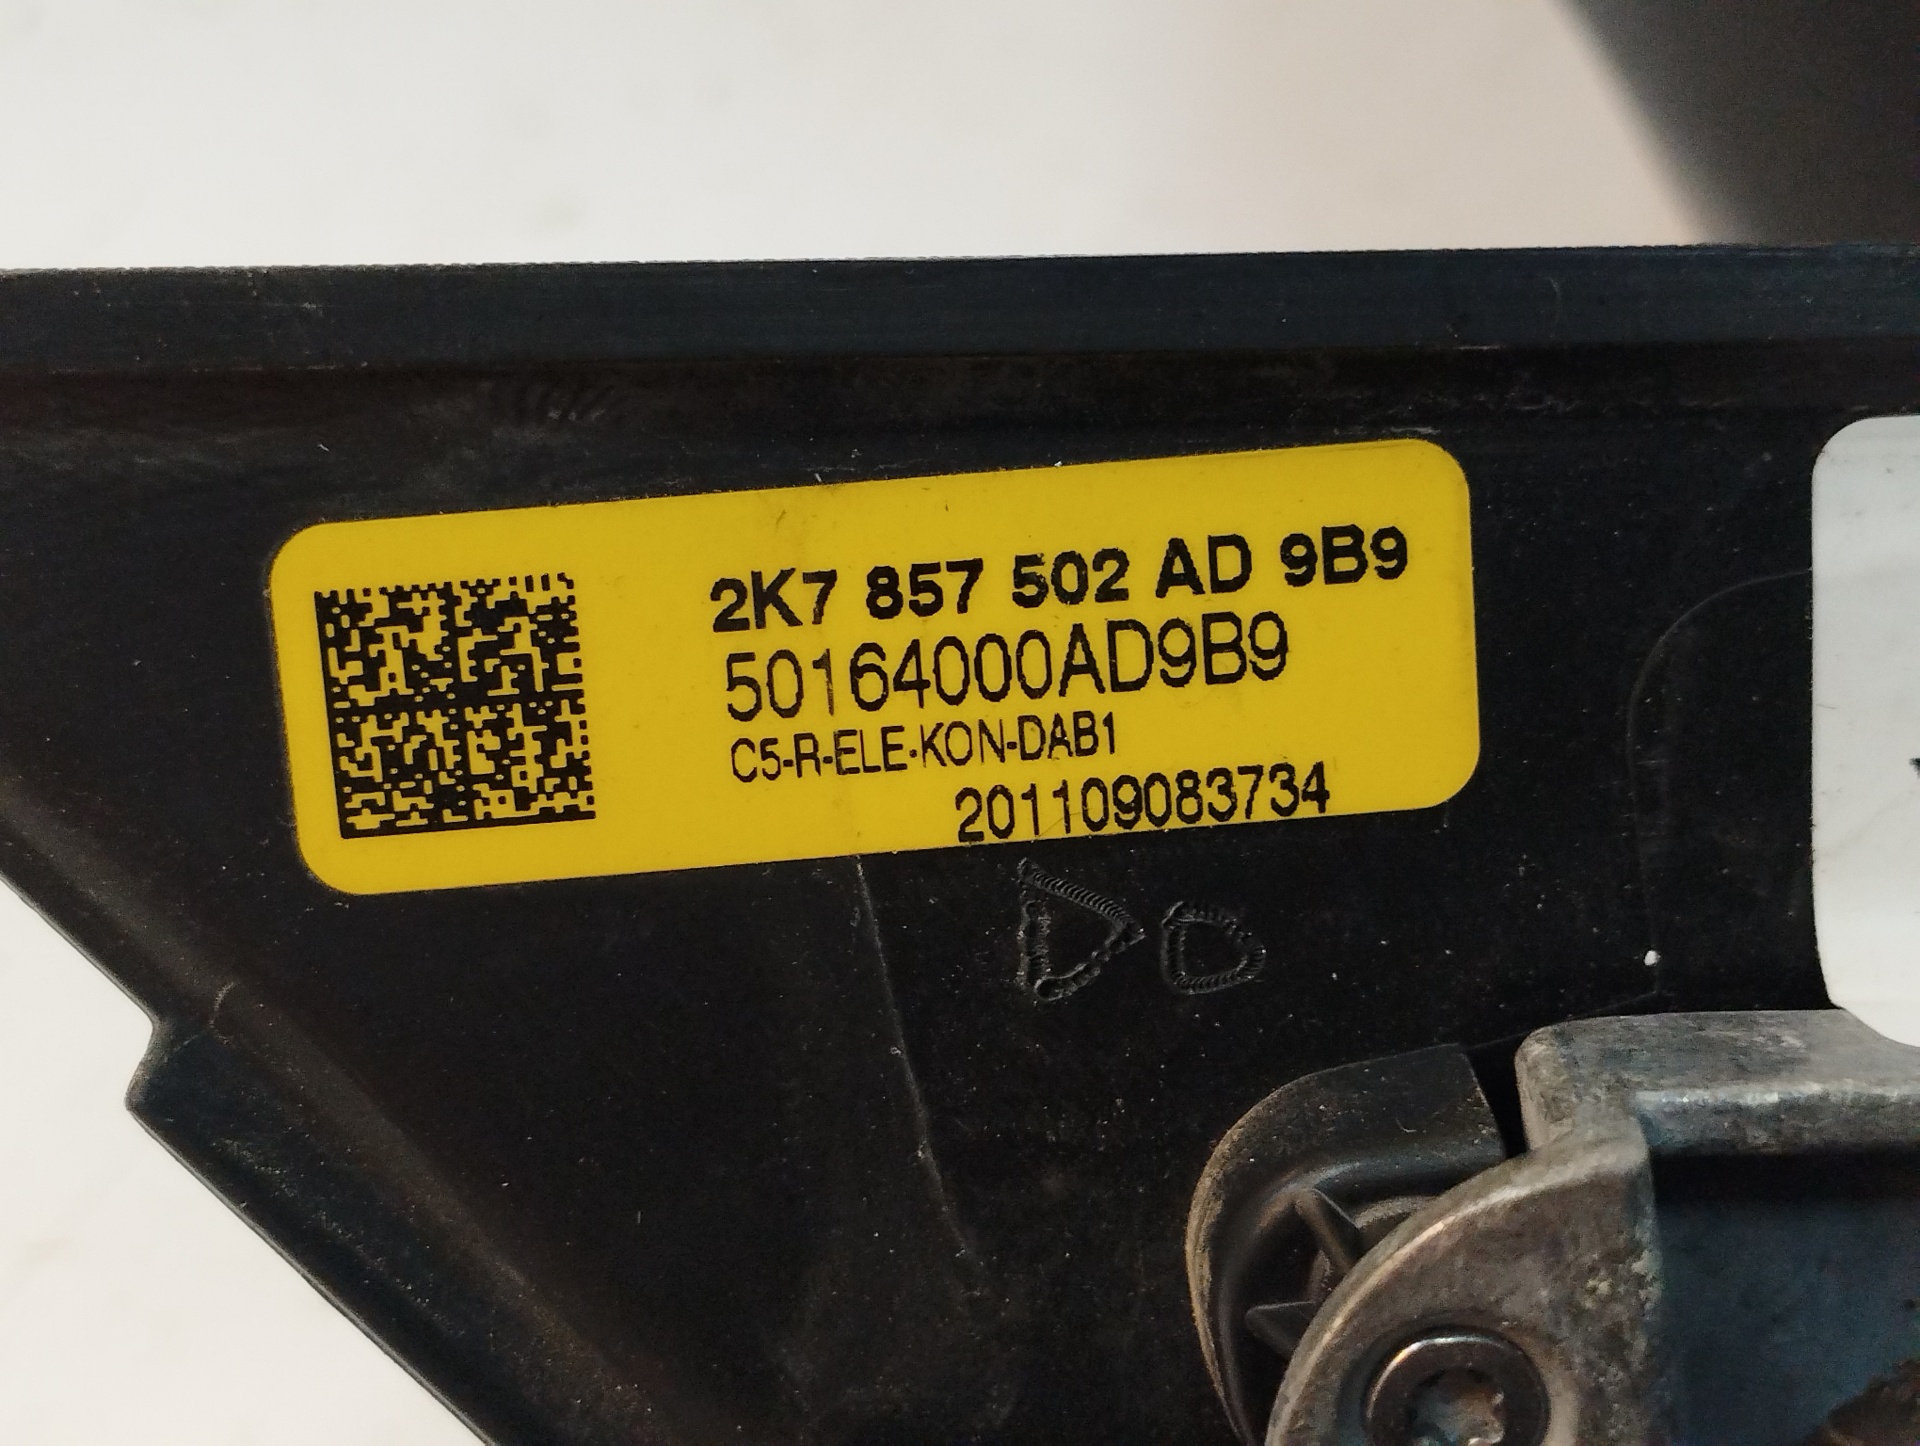 2K7 857 502 AD 9B9
50164000AD9B9
C5-R-ELE-KON-DAB1
201109083734